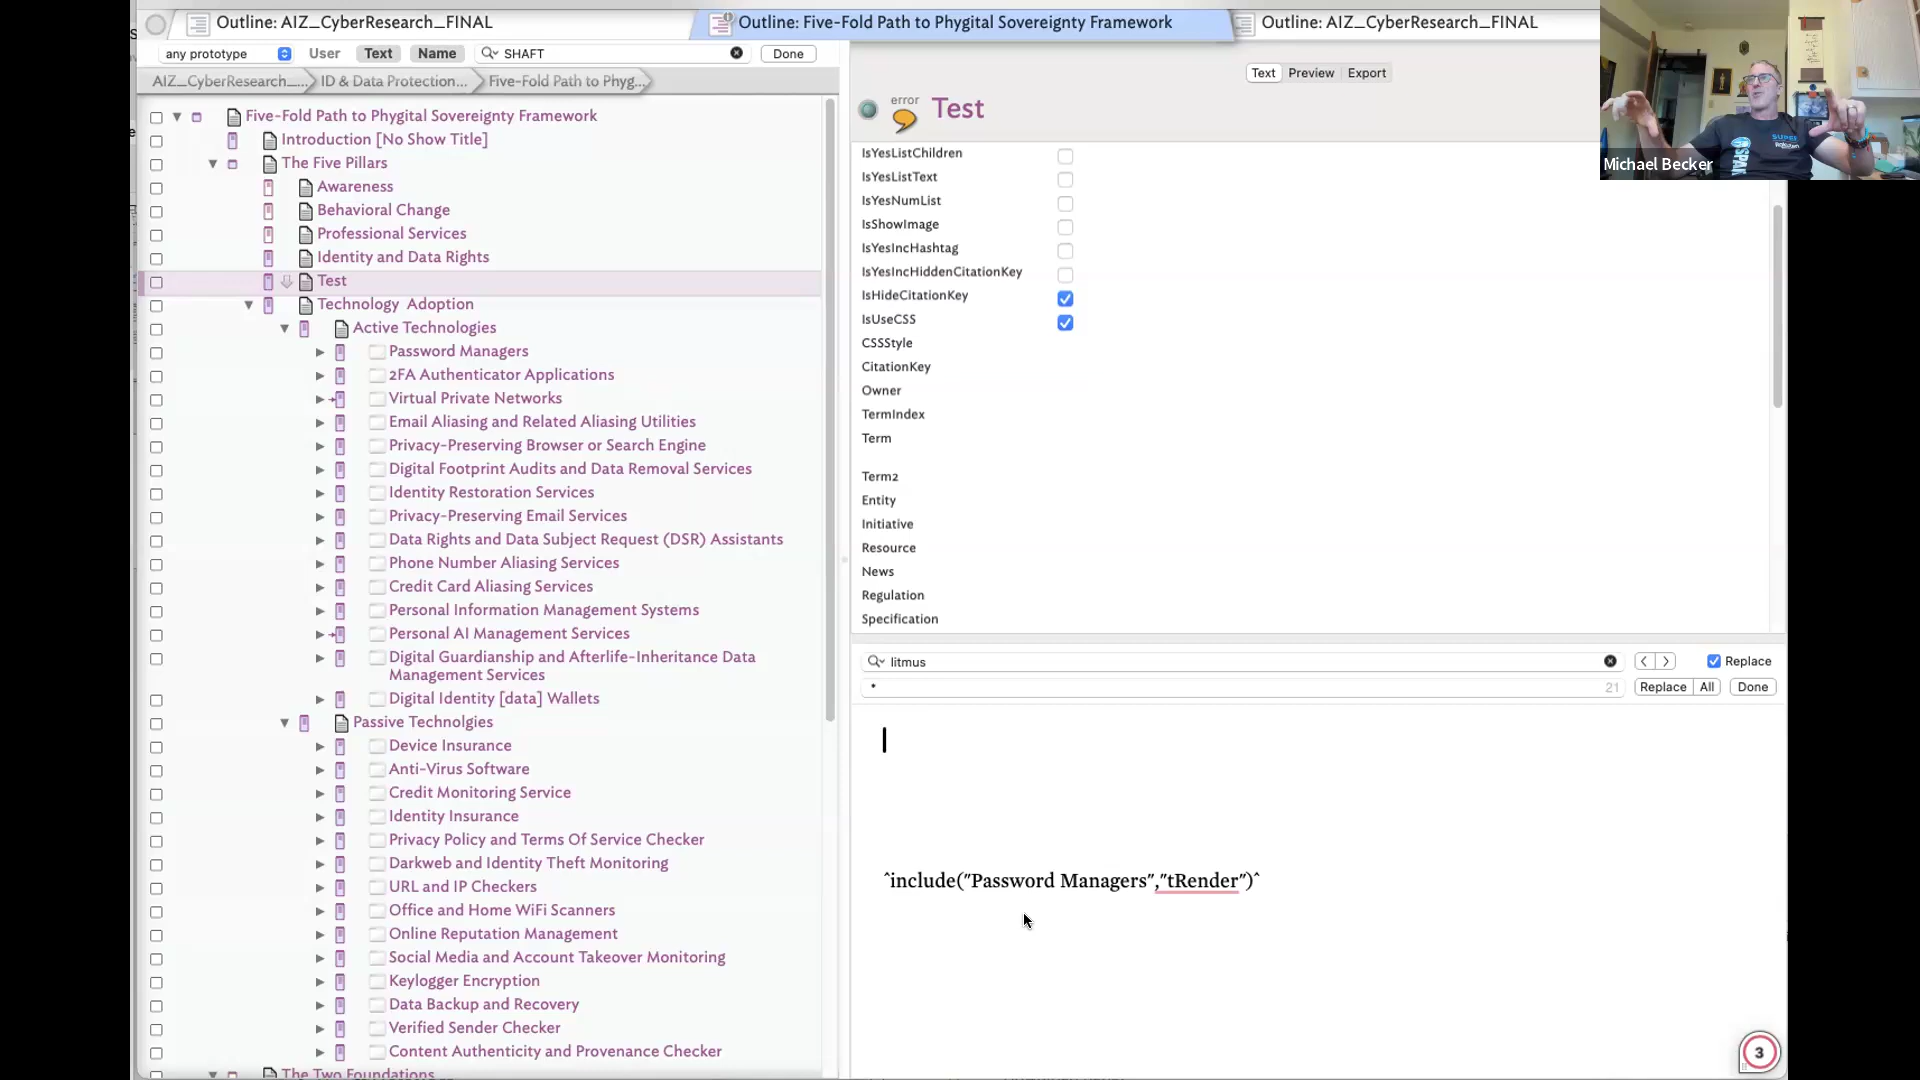 Outline: AIZ_CyberResearch_FINAL
Outline: Five-Fold Path to Phygital Sovereignty Framework
Outline: AIZ_CyberResearch_FINAL
any prototype
User
Text
Name
SHAFT
Done
AIZ_CyberResearch_...
ID & Data Protection...
Five-Fold Path to Phyg...
Text
Preview
Export
error
Test
Five-Fold Path to Phygital Sovereignty Framework
Introduction [No Show Title]
The Five Pillars
Awareness
Behavioral Change
Professional Services
Identity and Data Rights
Test
Technology Adoption
Active Technologies
Password Managers
2FA Authenticator Applications
Virtual Private Networks
Email Aliasing and Related Aliasing Utilities
Privacy-Preserving Browser or Search Engine
Digital Footprint Audits and Data Removal Services
Identity Restoration Services
Privacy-Preserving Email Services
Data Rights and Data Subject Request (DSR) Assistants
Phone Number Aliasing Services
Credit Card Aliasing Services
Personal Information Management Systems
Personal AI Management Services
Digital Guardianship and Afterlife-Inheritance Data
Management Services
Digital Identity [data] Wallets
Passive Technolgies
Device Insurance
Anti-Virus Software
Credit Monitoring Service
Identity Insurance
Privacy Policy and Terms Of Service Checker
Darkweb and Identity Theft Monitoring
URL and IP Checkers
Office and Home WiFi Scanners
Online Reputation Management
Social Media and Account Takeover Monitoring
Keylogger Encryption
Data Backup and Recovery
Verified Sender Checker
Content Authenticity and Provenance Checker
The Two Foundations
IsYesListChildren
IsYesListText
IsYesNumList
IsShowImage
IsYesIncHashtag
IsYesIncHiddenCitationKey
IsHideCitationKey
IsUseCSS
CSSStyle
CitationKey
Owner
TermIndex
Term
Term2
Entity
Initiative
Resource
News
Regulation
Specification
litmus
Replace
*
21
Replace
All
Done
^include("Password Managers","tRender")^
3
Michael Becker
SUPER
SPAR